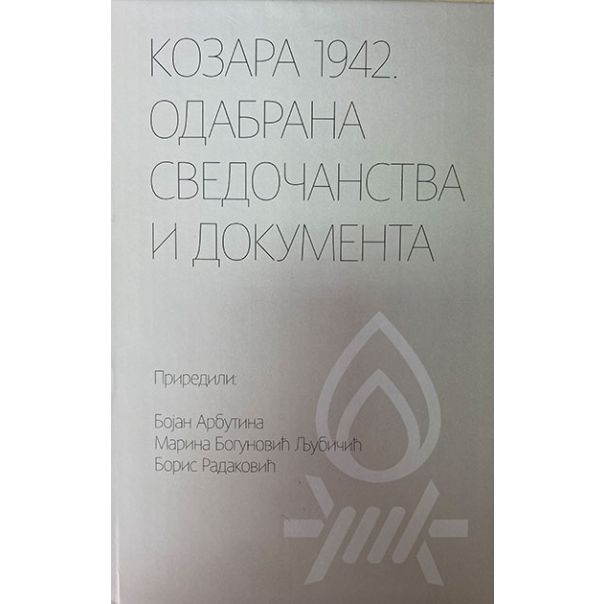 КОЗАРА 1942.
ОДАБРАНА
СВЕДОЧАНСТВА
И ДОКУМЕНТА
Приредили:
Бојан Арбутина
Марина Богуновић Љубичић
Борис Радаковић